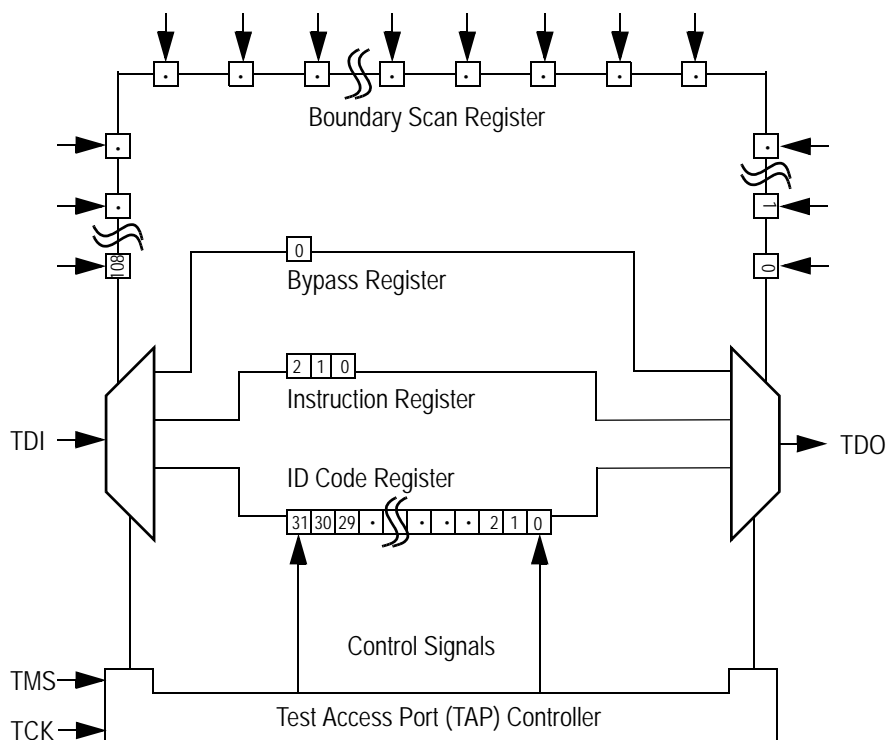 Boundary Scan Register
1
108
0
0
Bypass Register
2 1 0
Instruction Register
TDI
TDO
ID Code Register
31 30 29 · · · · 2 1 0
Control Signals
TMS
Test Access Port (TAP) Controller
TCK